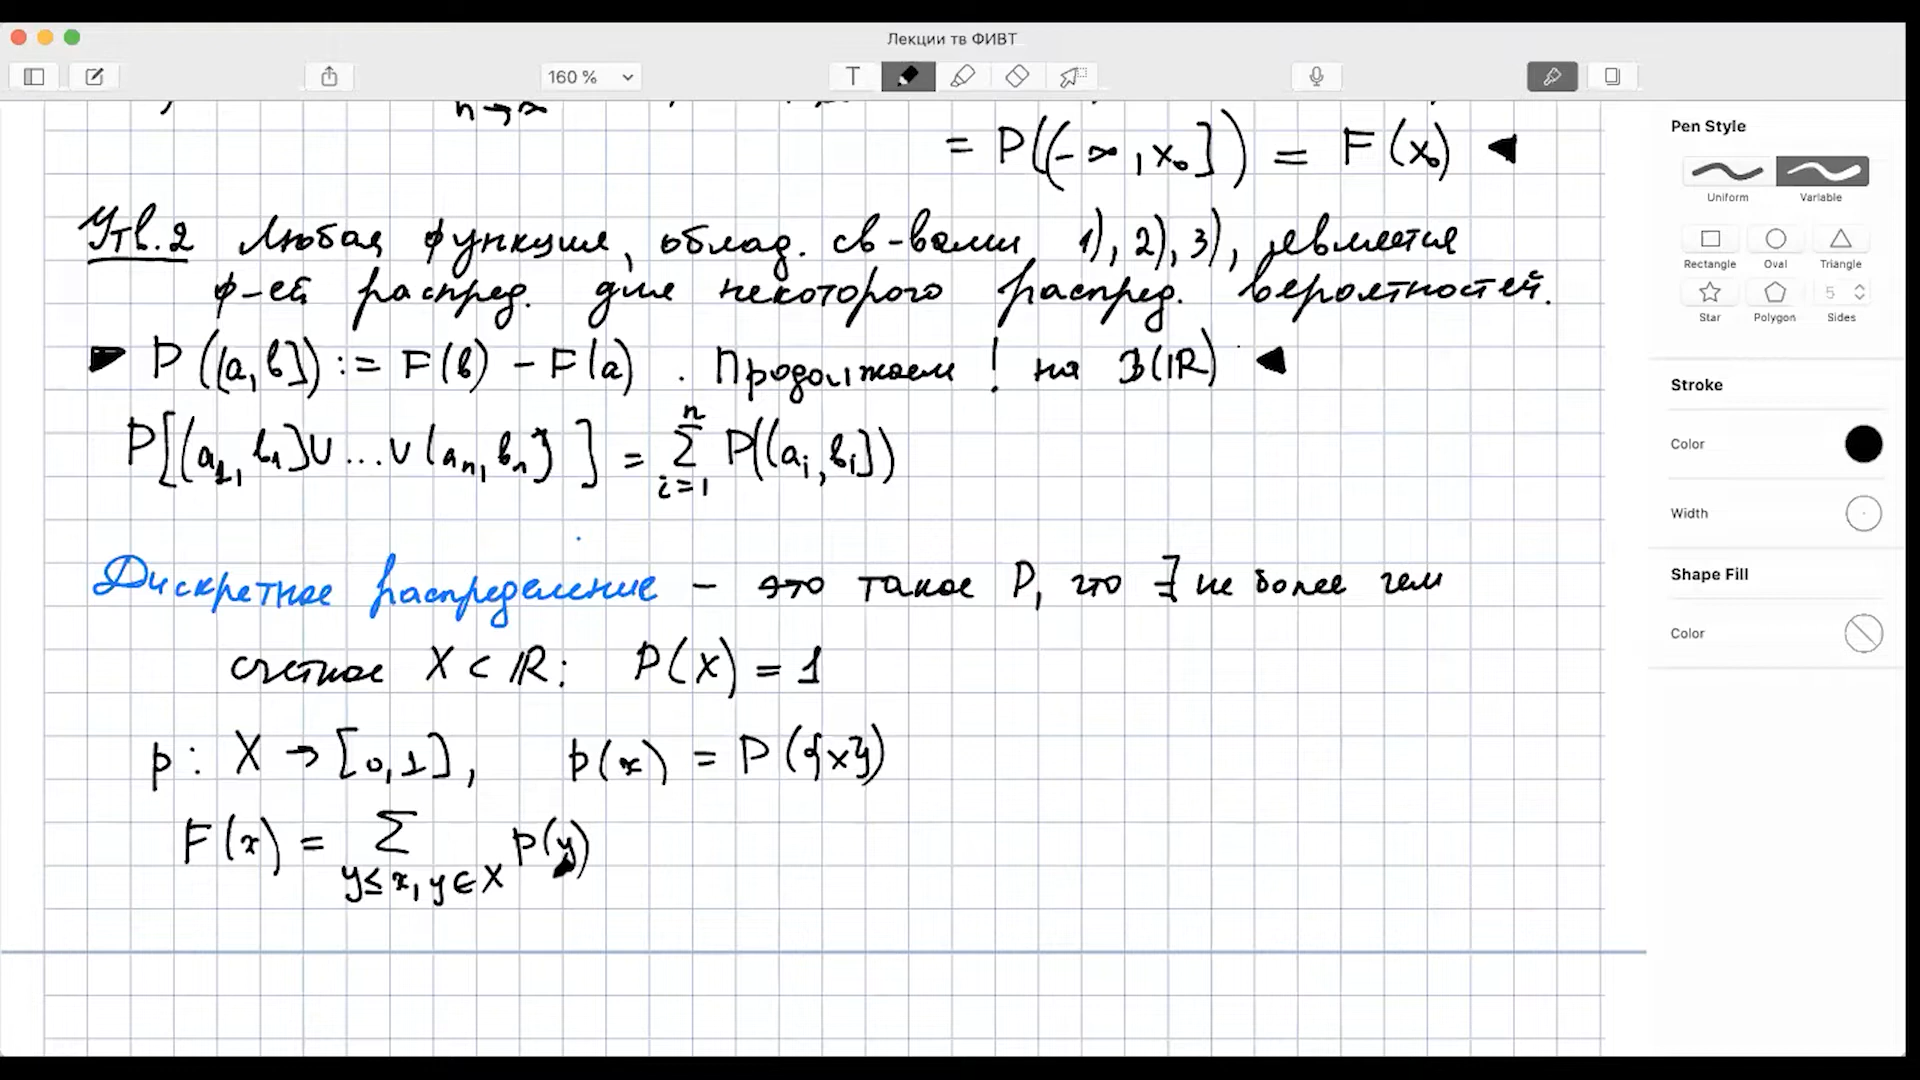 Лекции тв ФИВТ
160 %
T
n→∞
= P((-∞, x₀]) = F(x₀) ◄
Утв.2 Любая функция, облад. св-вами 1), 2), 3), является
ф-ей распред. для некоторого распред. вероятностей.
► P((a, b]) := F(b) - F(a). Продолжаем ! на B(ℝ) ◄
P[(a₁, b₁] ∪ ... ∪ (aₙ, bₙ]] = ∑ⁿᵢ₌₁ P((aᵢ, bᵢ])
Дискретное распределение - это такое P, что ∃ не более чем
счетное X ⊂ ℝ: P(X) = 1
p: X → [0,1], p(x) = P({x})
F(x) = ∑ y≤x, y∈X p(y)
Pen Style
Uniform Variable
Rectangle Oval Triangle
5
Star Polygon Sides
Stroke
Color
Width
Shape Fill
Color